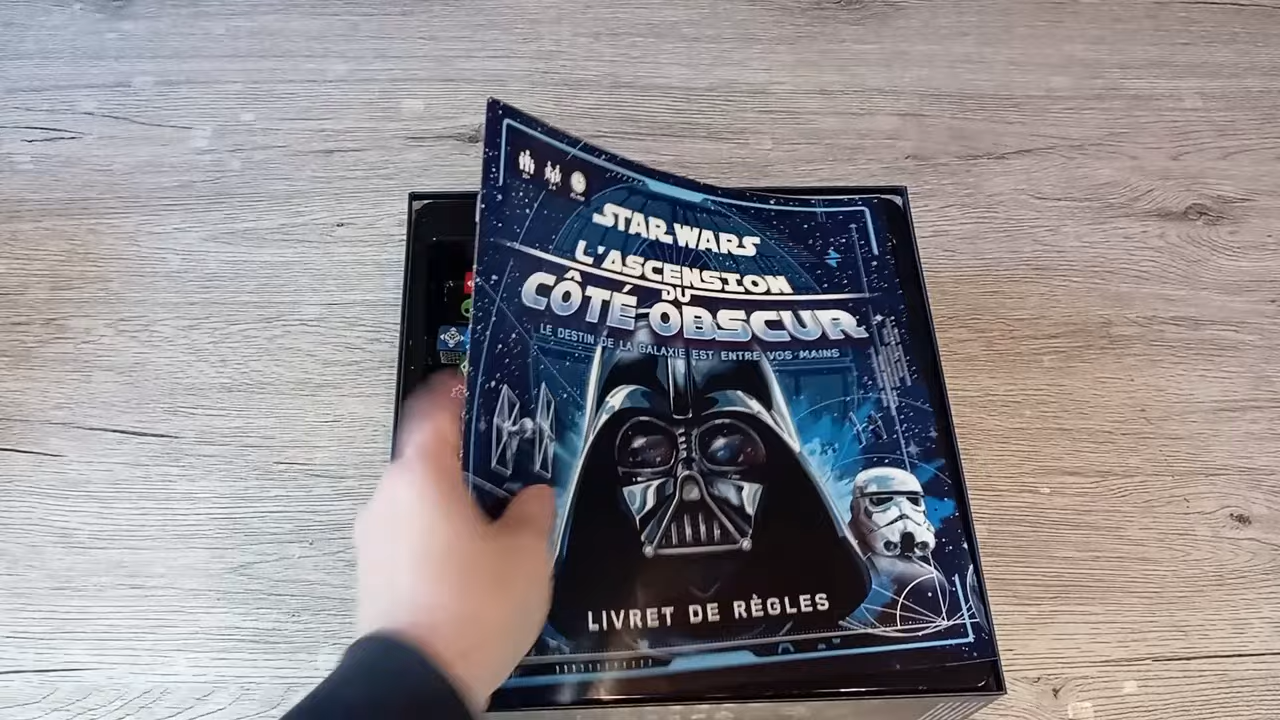 STAR WARS
L'ASCENSION
DU
CÔTÉ OBSCUR
LE DESTIN DE LA GALAXIE EST ENTRE VOS MAINS
LIVRET DE RÈGLES